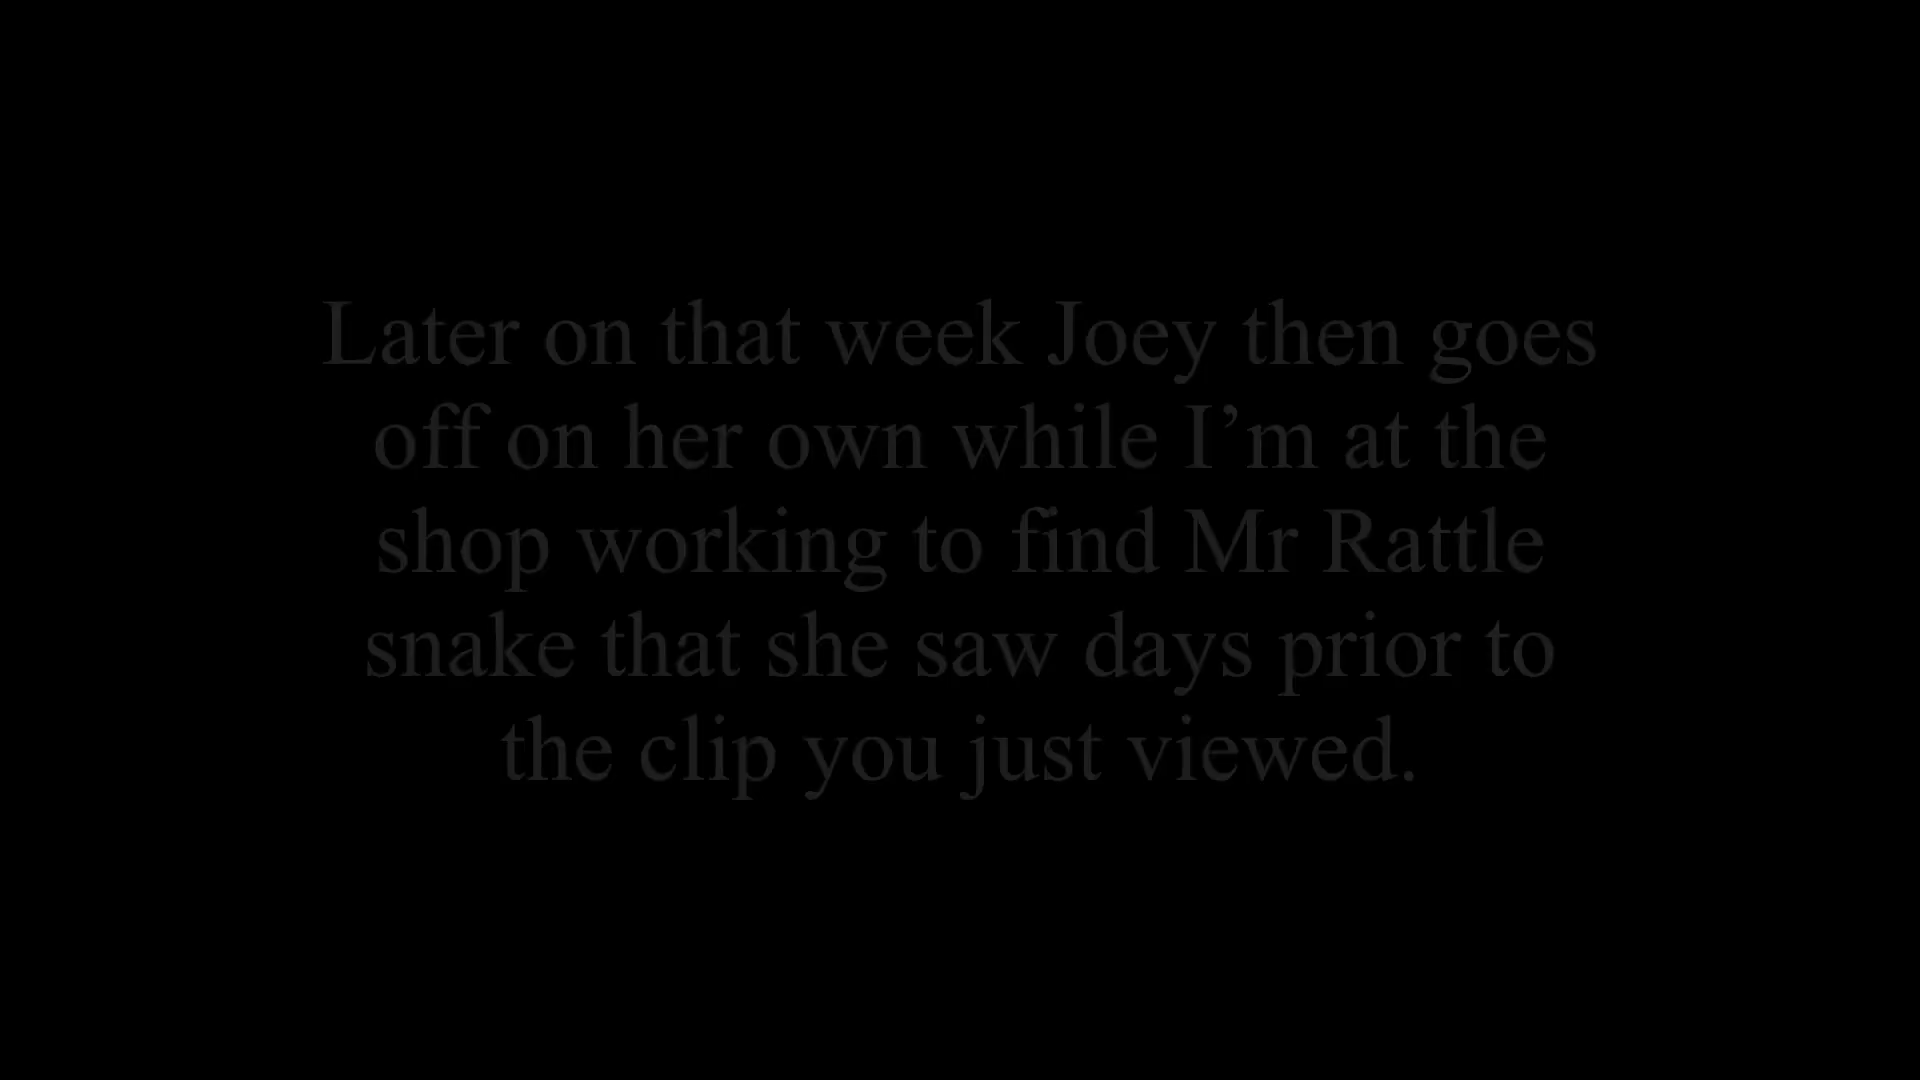 Later on that week Joey then goes
off on her own while I’m at the
shop working to find Mr Rattle
snake that she saw days prior to
the clip you just viewed.